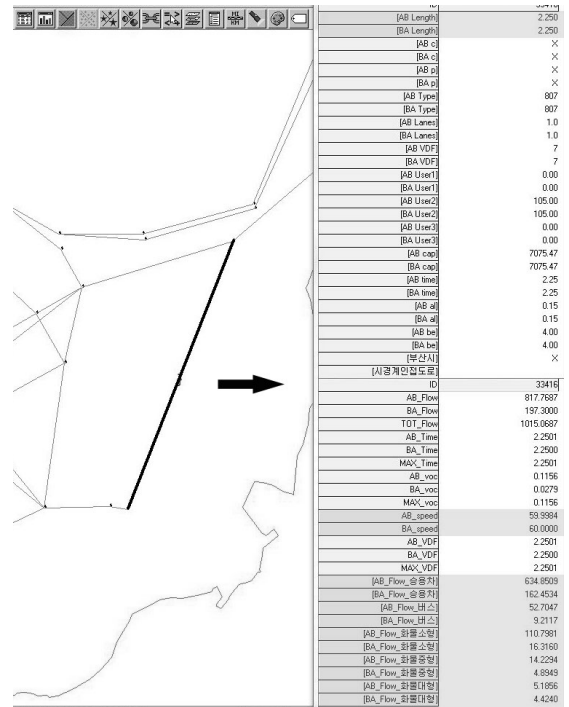 MI
KM
ID 33416
[AB Length] 2.250
[BA Length] 2.250
[AB c] X
[BA c] X
[AB p] X
[BA p] X
[AB Type] 807
[BA Type] 807
[AB Lanes] 1.0
[BA Lanes] 1.0
[AB VDF] 7
[BA VDF] 7
[AB User1] 0.00
[BA User1] 0.00
[AB User2] 105.00
[BA User2] 105.00
[AB User3] 0.00
[BA User3] 0.00
[AB cap] 7075.47
[BA cap] 7075.47
[AB time] 2.25
[BA time] 2.25
[AB al] 0.15
[BA al] 0.15
[AB be] 4.00
[BA be] 4.00
[부산시] X
[시경계인접도로]
ID 33416
AB_Flow 817.7687
BA_Flow 197.3000
TOT_Flow 1015.0687
AB_Time 2.2501
BA_Time 2.2500
MAX_Time 2.2501
AB_voc 0.1156
BA_voc 0.0279
MAX_voc 0.1156
AB_speed 59.9984
BA_speed 60.0000
AB_VDF 2.2501
BA_VDF 2.2500
MAX_VDF 2.2501
[AB_Flow_승용차] 634.8509
[BA_Flow_승용차] 162.4534
[AB_Flow_버스] 52.7047
[BA_Flow_버스] 9.2117
[AB_Flow_화물소형] 110.7981
[BA_Flow_화물소형] 16.3160
[AB_Flow_화물중형] 14.2294
[BA_Flow_화물중형] 4.8949
[AB_Flow_화물대형] 5.1856
[BA_Flow_화물대형] 4.4240